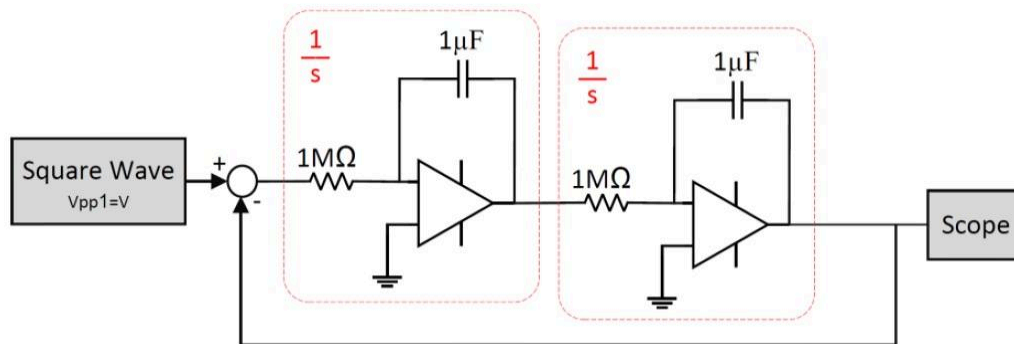 1
s
1μF
1MΩ
1
s
1μF
1MΩ
Square Wave
Vpp1=V
+
-
Scope